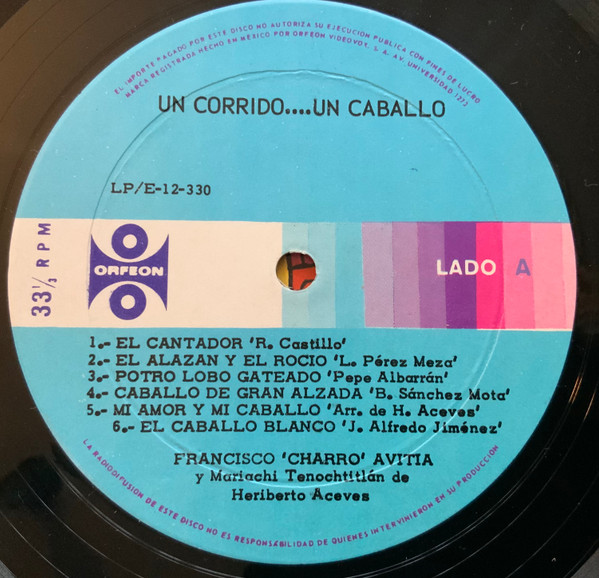 EL IMPORTE PAGADO POR ESTE DISCO NO AUTORIZA SU EJECUCION PUBLICA CON FINES DE LUCRO
MARCA REGISTRADA HECHO EN MEXICO POR ORFEON VIDEOVOX, S. A. AV. UNIVERSIDAD 1273
UN CORRIDO....UN CABALLO
LP/E-12-330
33⅓ RPM
ORFEON
LADO A
1.- EL CANTADOR 'R. Castillo'
2.- EL ALAZAN Y EL ROCIO 'L. Pérez Meza'
3.- POTRO LOBO GATEADO 'Pepe Albarrán'
4.- CABALLO DE GRAN ALZADA 'B. Sánchez Mota'
5.- MI AMOR Y MI CABALLO 'Arr. de H. Aceves'
6.- EL CABALLO BLANCO 'J. Alfredo Jiménez'
FRANCISCO 'CHARRO' AVITIA
y Mariachi Tenochtitlán de
Heriberto Aceves
LA RADIODIFUSION DE ESTE DISCO NO ES RESPONSABILIDAD DE QUIENES INTERVINIERON EN SU PRODUCCION